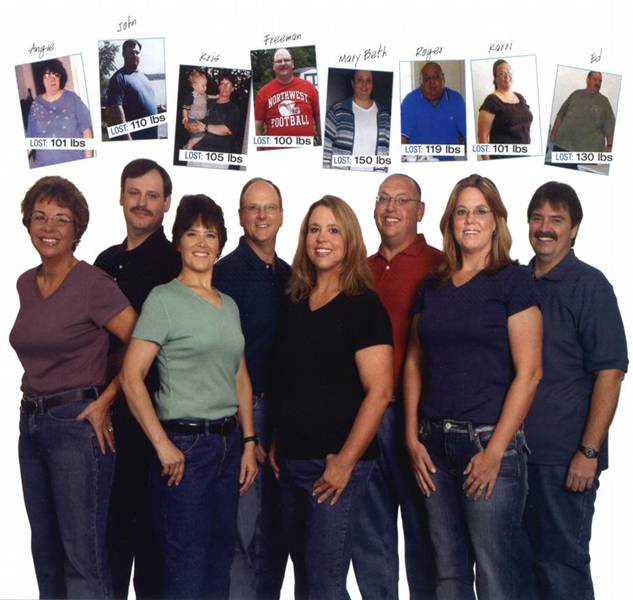 Angie
LOST: 101 lbs
John
LOST: 110 lbs
Kris
LOST: 105 lbs
Freeman
NORTHWEST
FOOTBALL
LOST: 100 lbs
Mary Beth
LOST: 150 lbs
Roger
LOST: 119 lbs
Karri
LOST: 101 lbs
Ed
LOST: 130 lbs